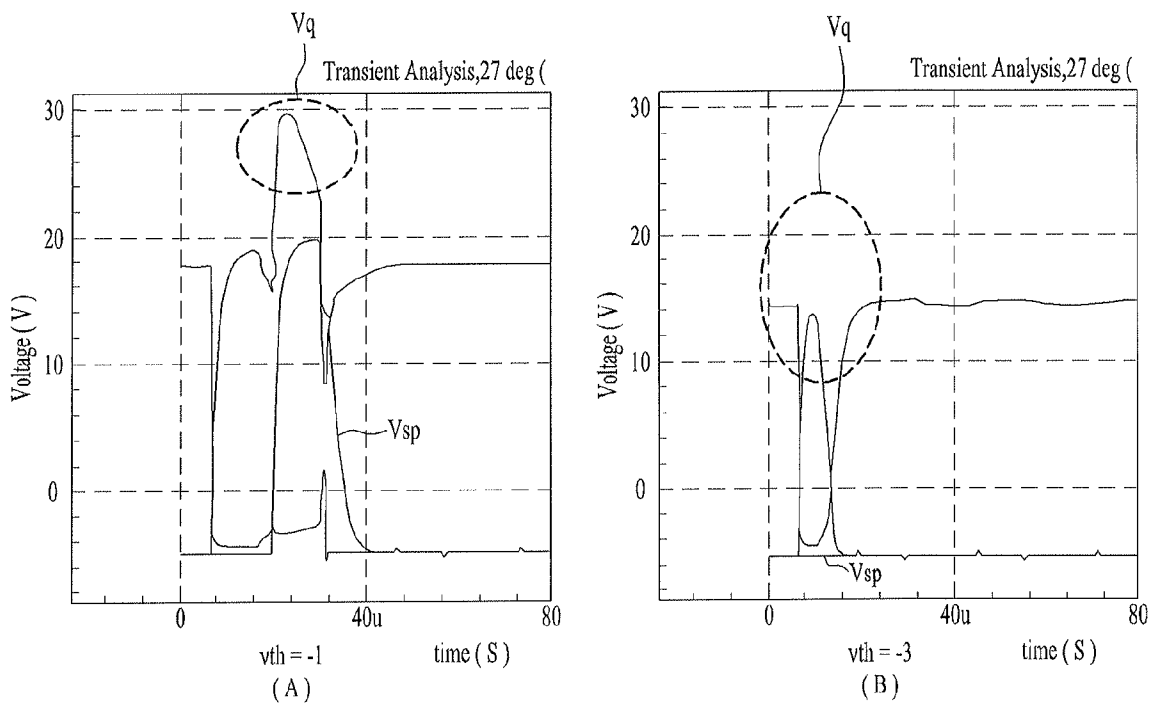 Vq
Transient Analysis,27 deg (
30
20
10
0
Voltage ( V )
Vsp
0
40u
80
vth = -1
time ( S )
( A )
Vq
Transient Analysis,27 deg (
30
20
10
0
Voltage ( V )
Vsp
0
40u
80
vth = -3
time ( S )
( B )